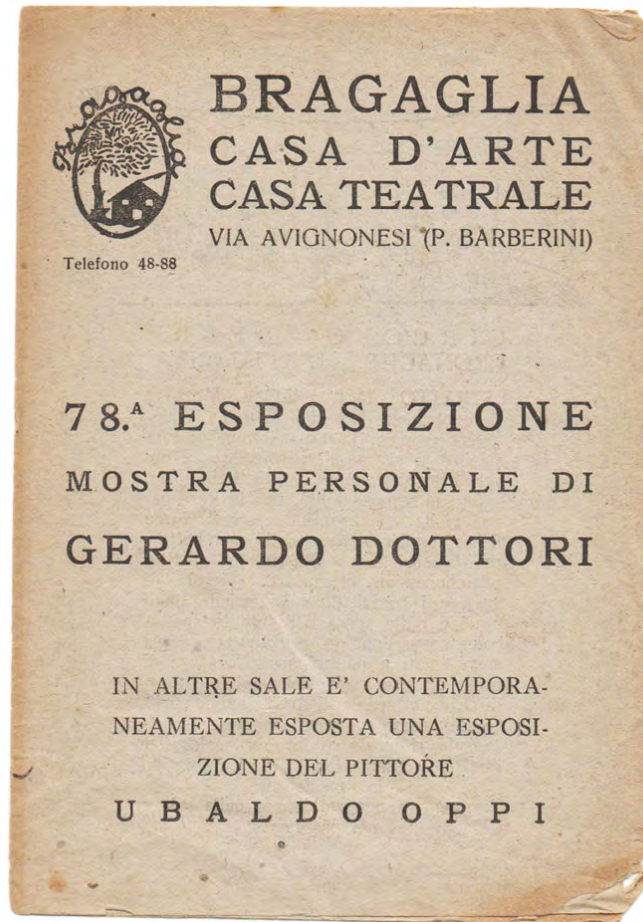 Bragaglia
BRAGAGLIA
CASA D'ARTE
CASA TEATRALE
VIA AVIGNONESI (P. BARBERINI)
Telefono 48-88
78.ᴬ ESPOSIZIONE
MOSTRA PERSONALE DI
GERARDO DOTTORI
IN ALTRE SALE E' CONTEMPORA-
NEAMENTE ESPOSTA UNA ESPOSI-
ZIONE DEL PITTORE
UBALDO OPPI